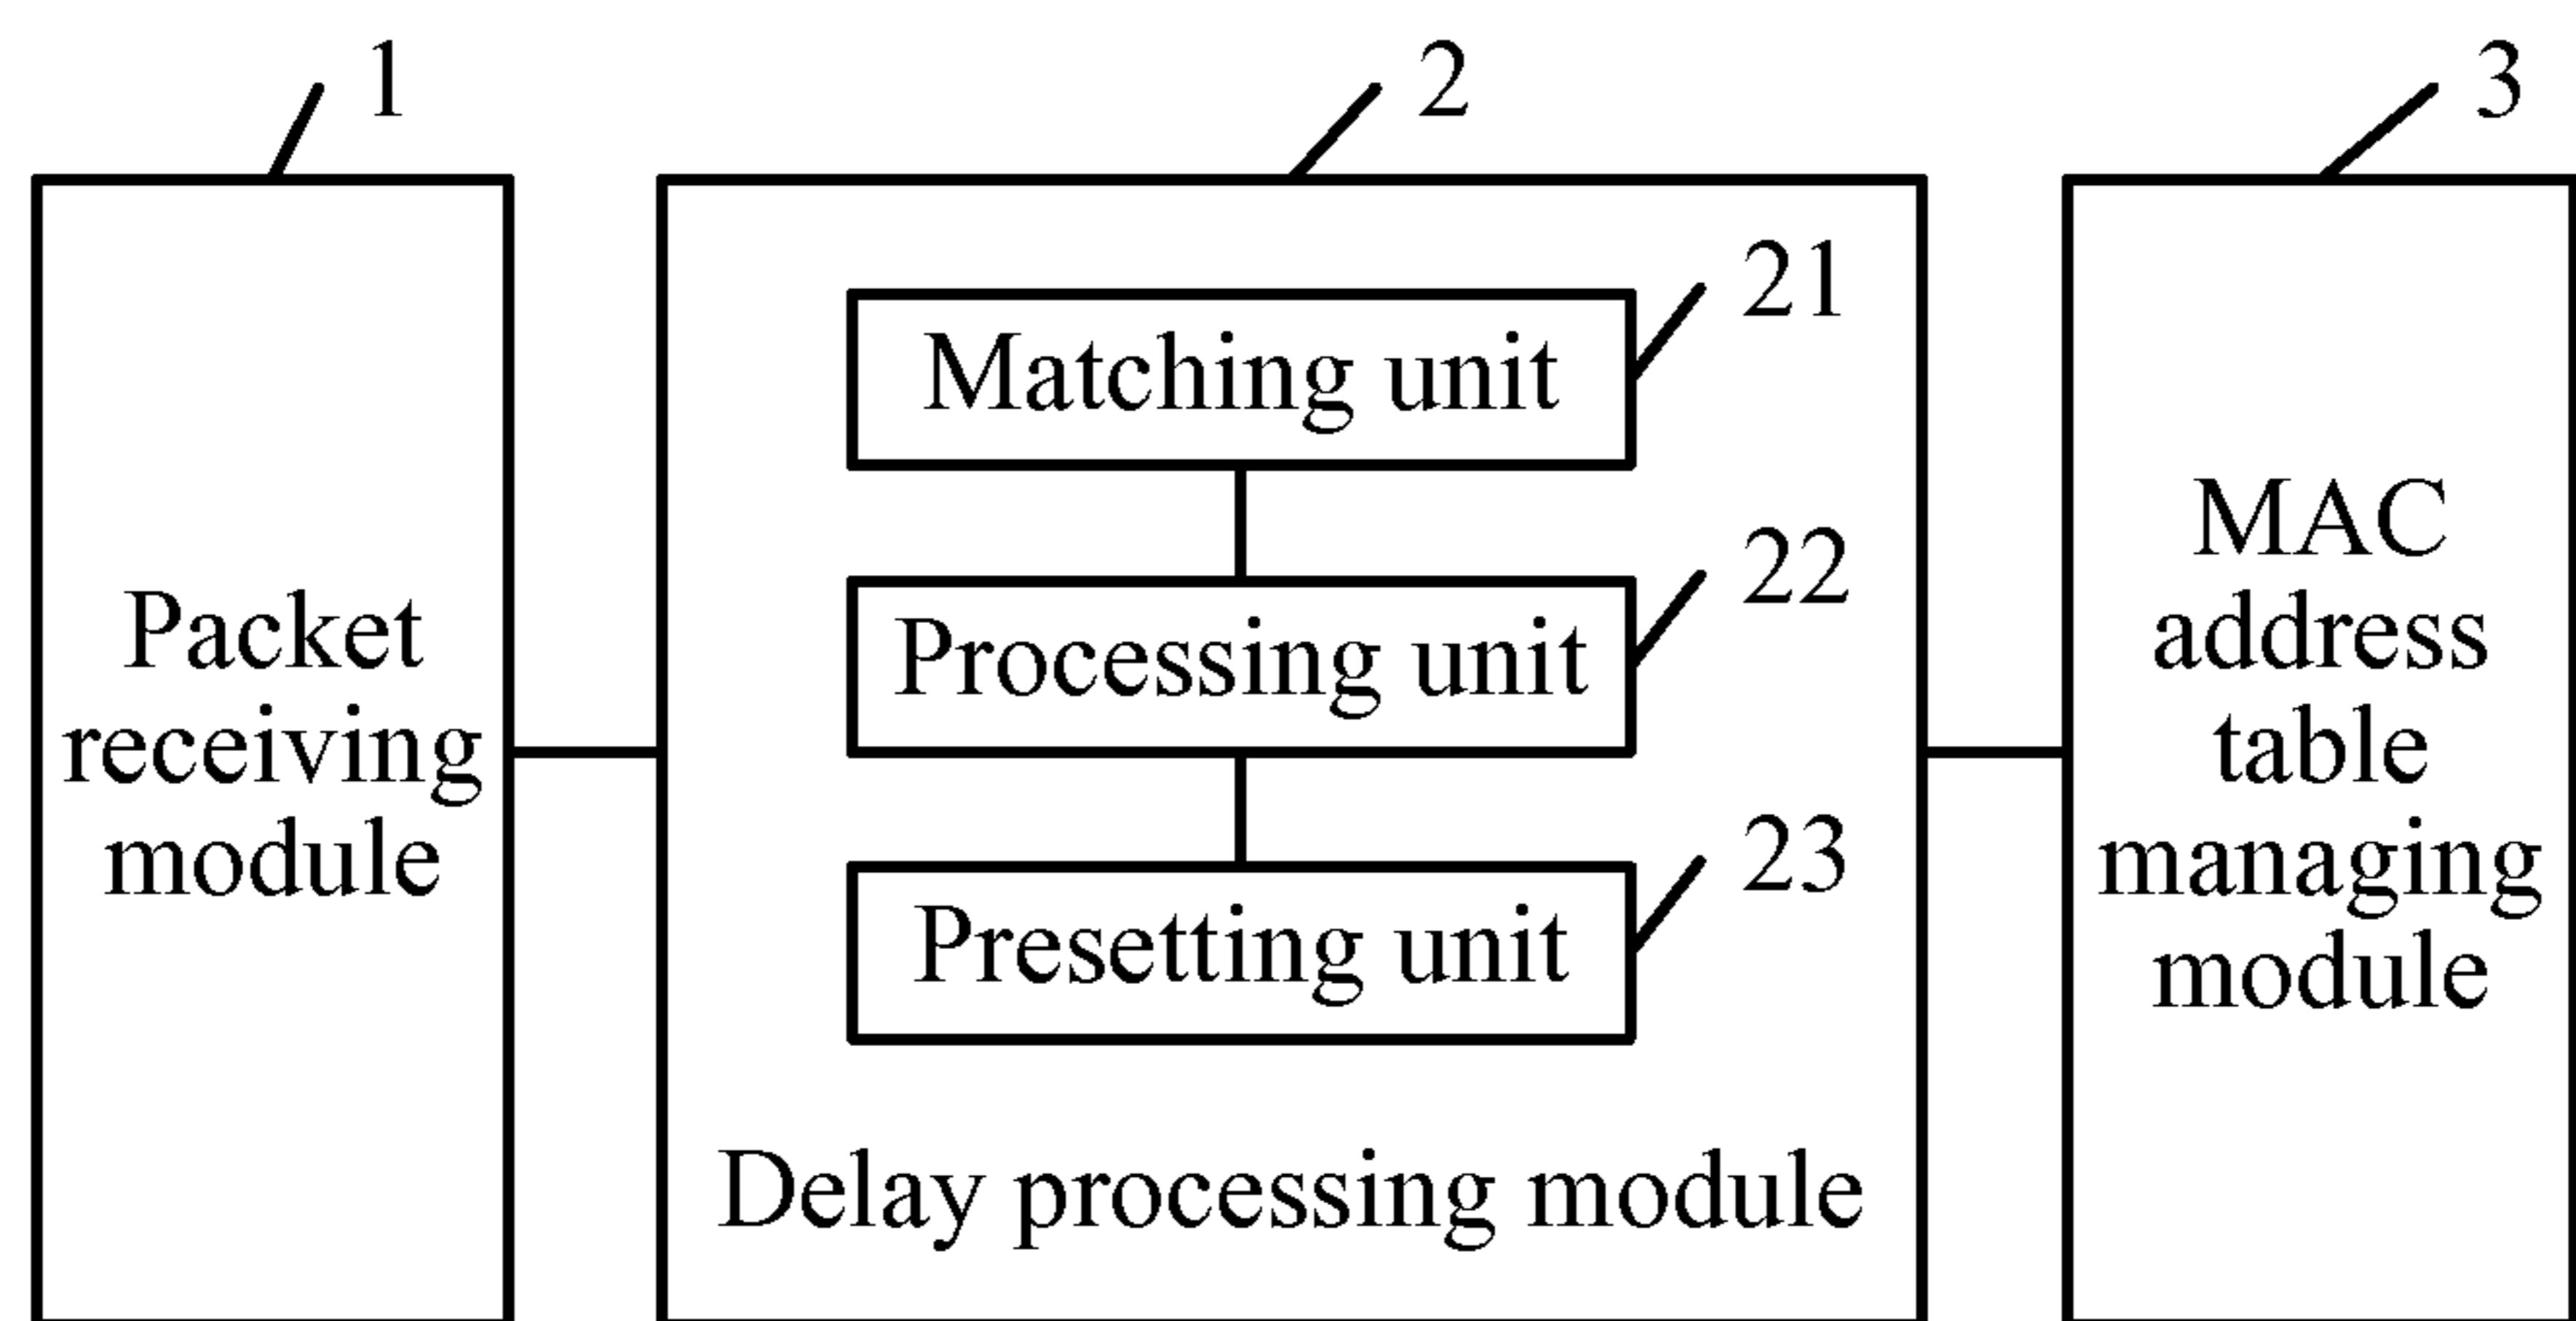 1
2
3
Packet
receiving
module
21
Matching unit
22
Processing unit
23
Presetting unit
Delay processing module
MAC
address
table
managing
module